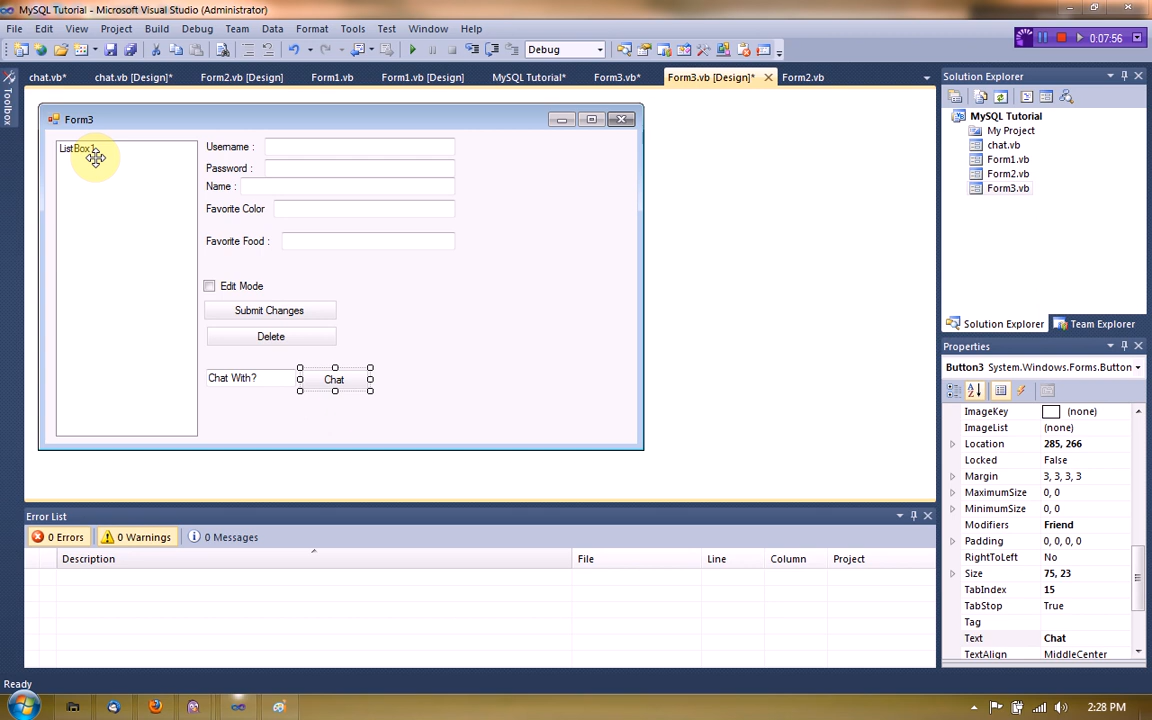 MySQL Tutorial - Microsoft Visual Studio (Administrator)
File Edit View Project Build Debug Team Data Format Tools Test Window Help
Debug
0:07:56
chat.vb* chat.vb [Design]* Form2.vb [Design] Form1.vb Form1.vb [Design] MySQL Tutorial* Form3.vb* Form3.vb [Design]* Form2.vb
Toolbox
Form3
ListBox1
Username :
Password :
Name :
Favorite Color
Favorite Food :
Edit Mode
Submit Changes
Delete
Chat With? Chat
Solution Explorer
MySQL Tutorial
My Project
chat.vb
Form1.vb
Form2.vb
Form3.vb
Solution Explorer Team Explorer
Properties
Button3 System.Windows.Forms.Button
ImageKey (none)
ImageList (none)
Location 285, 266
Locked False
Margin 3, 3, 3, 3
MaximumSize 0, 0
MinimumSize 0, 0
Modifiers Friend
Padding 0, 0, 0, 0
RightToLeft No
Size 75, 23
TabIndex 15
TabStop True
Tag
Text Chat
TextAlign MiddleCenter
Error List
0 Errors 0 Warnings 0 Messages
Description File Line Column Project
Ready
2:28 PM